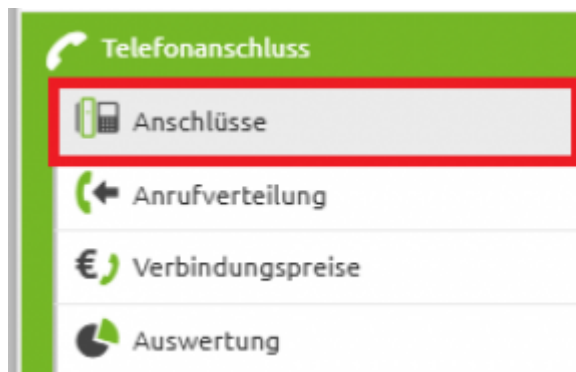 Telefonanschluss
Anschlüsse
Anrufverteilung
Verbindungspreise
Auswertung